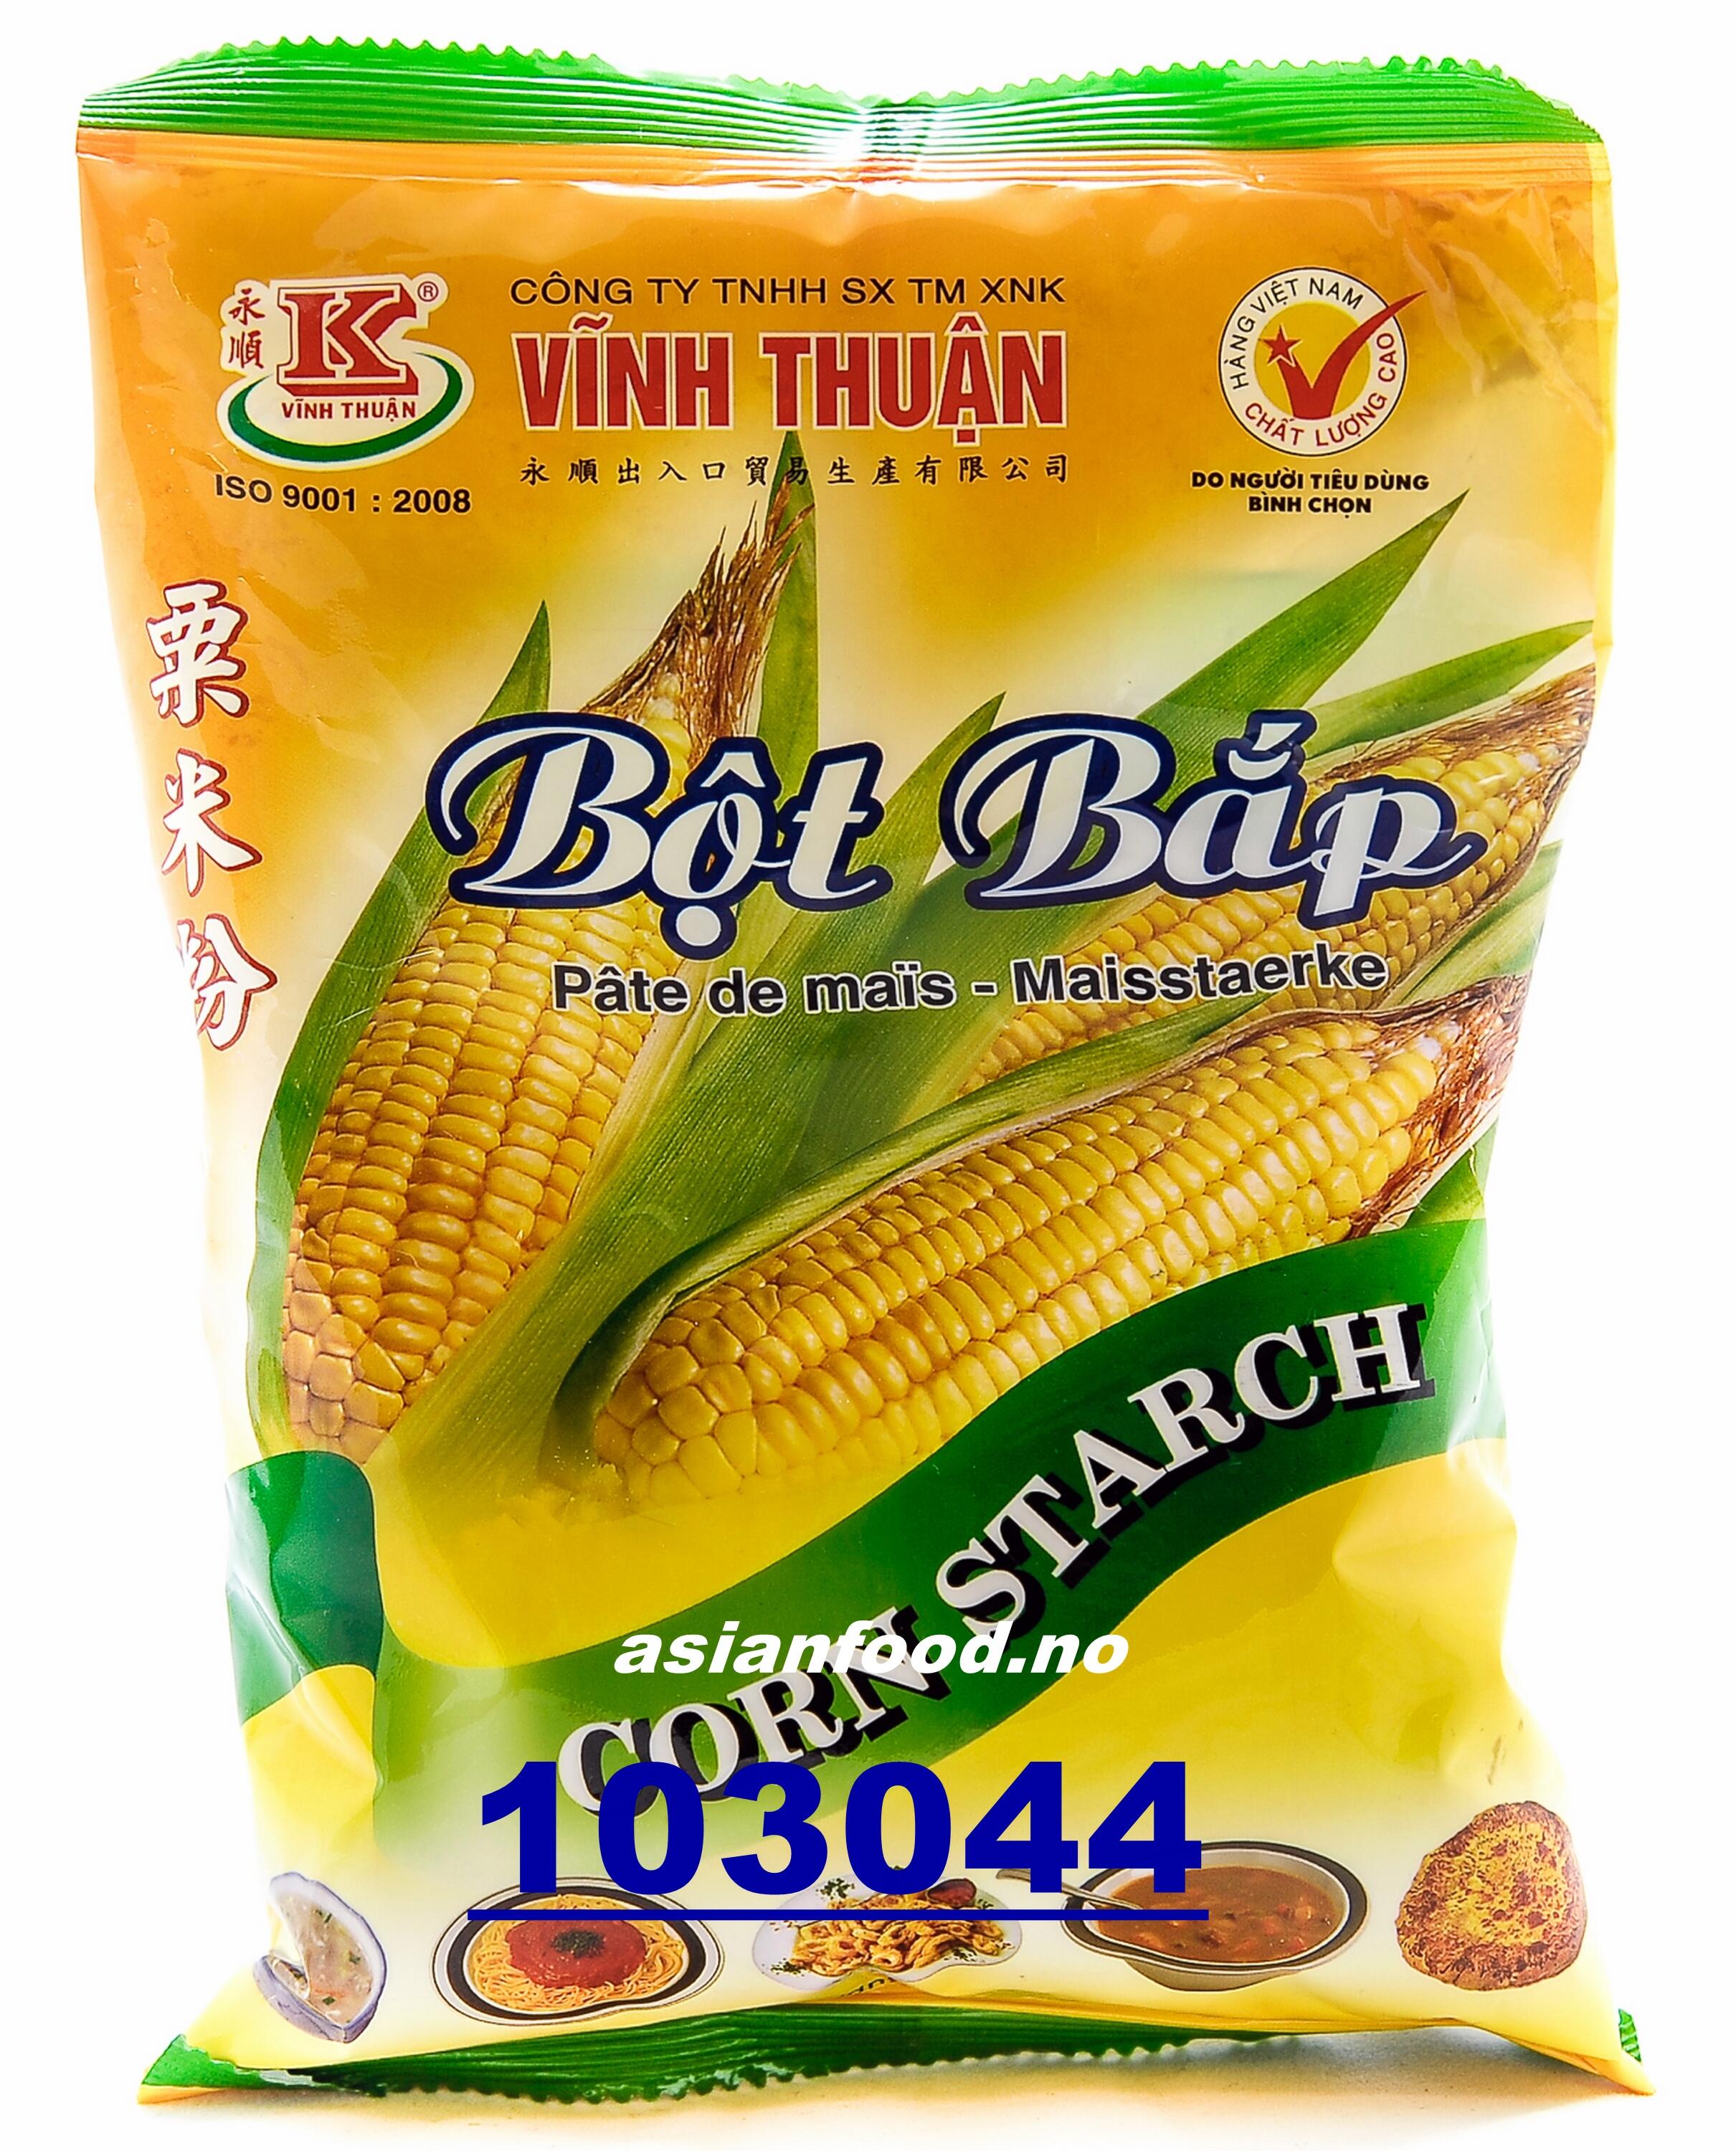 永順
K®
VĨNH THUẬN
ISO 9001 : 2008
CÔNG TY TNHH SX TM XNK
VĨNH THUẬN
永順出入口貿易生產有限公司
HÀNG VIỆT NAM
CHẤT LƯỢNG CAO
DO NGƯỜI TIÊU DÙNG
BÌNH CHỌN
粟米粉
Bột Bắp
Pâte de maïs - Maisstaerke
CORN STARCH
asianfood.no
103044